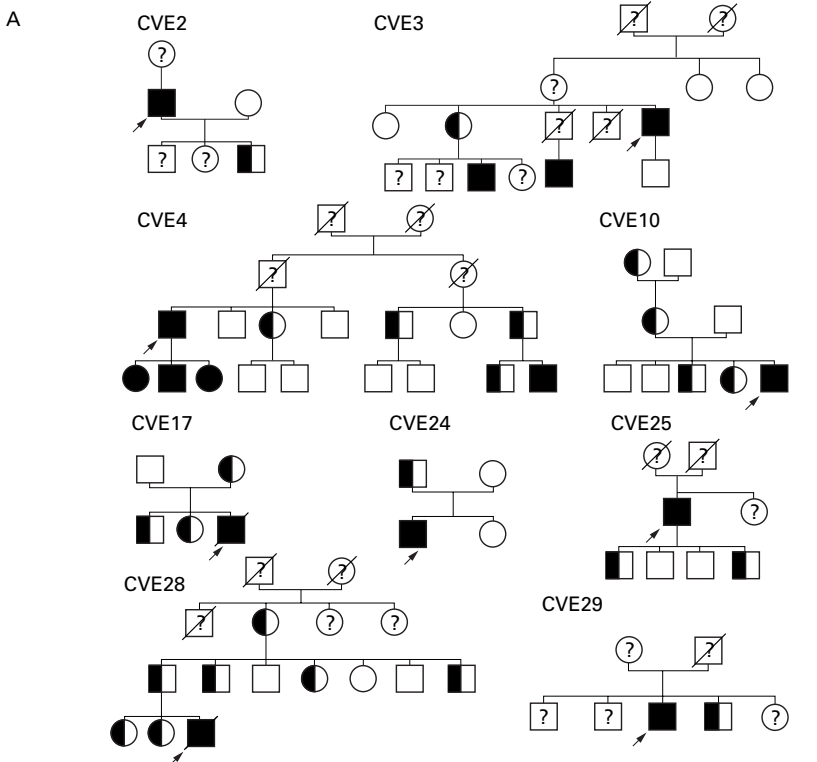 A
CVE2
?
? ?
CVE3
? ?
?
? ?
? ? ?
CVE4
? ?
? ?
CVE10
CVE17
CVE24
CVE25
? ?
?
CVE28
? ?
? ? ?
CVE29
? ?
? ? ?